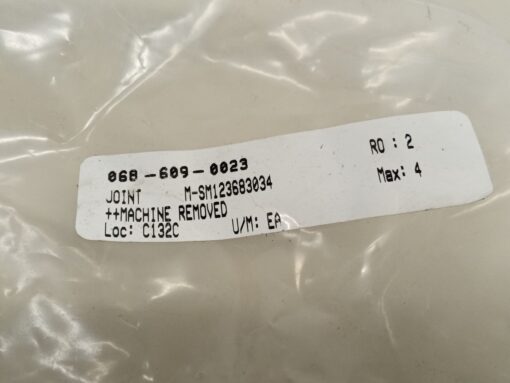 068-609-0023 RO: 2
JOINT M-SM123683034 Max: 4
++MACHINE REMOVED
Loc: C132C U/M: EA